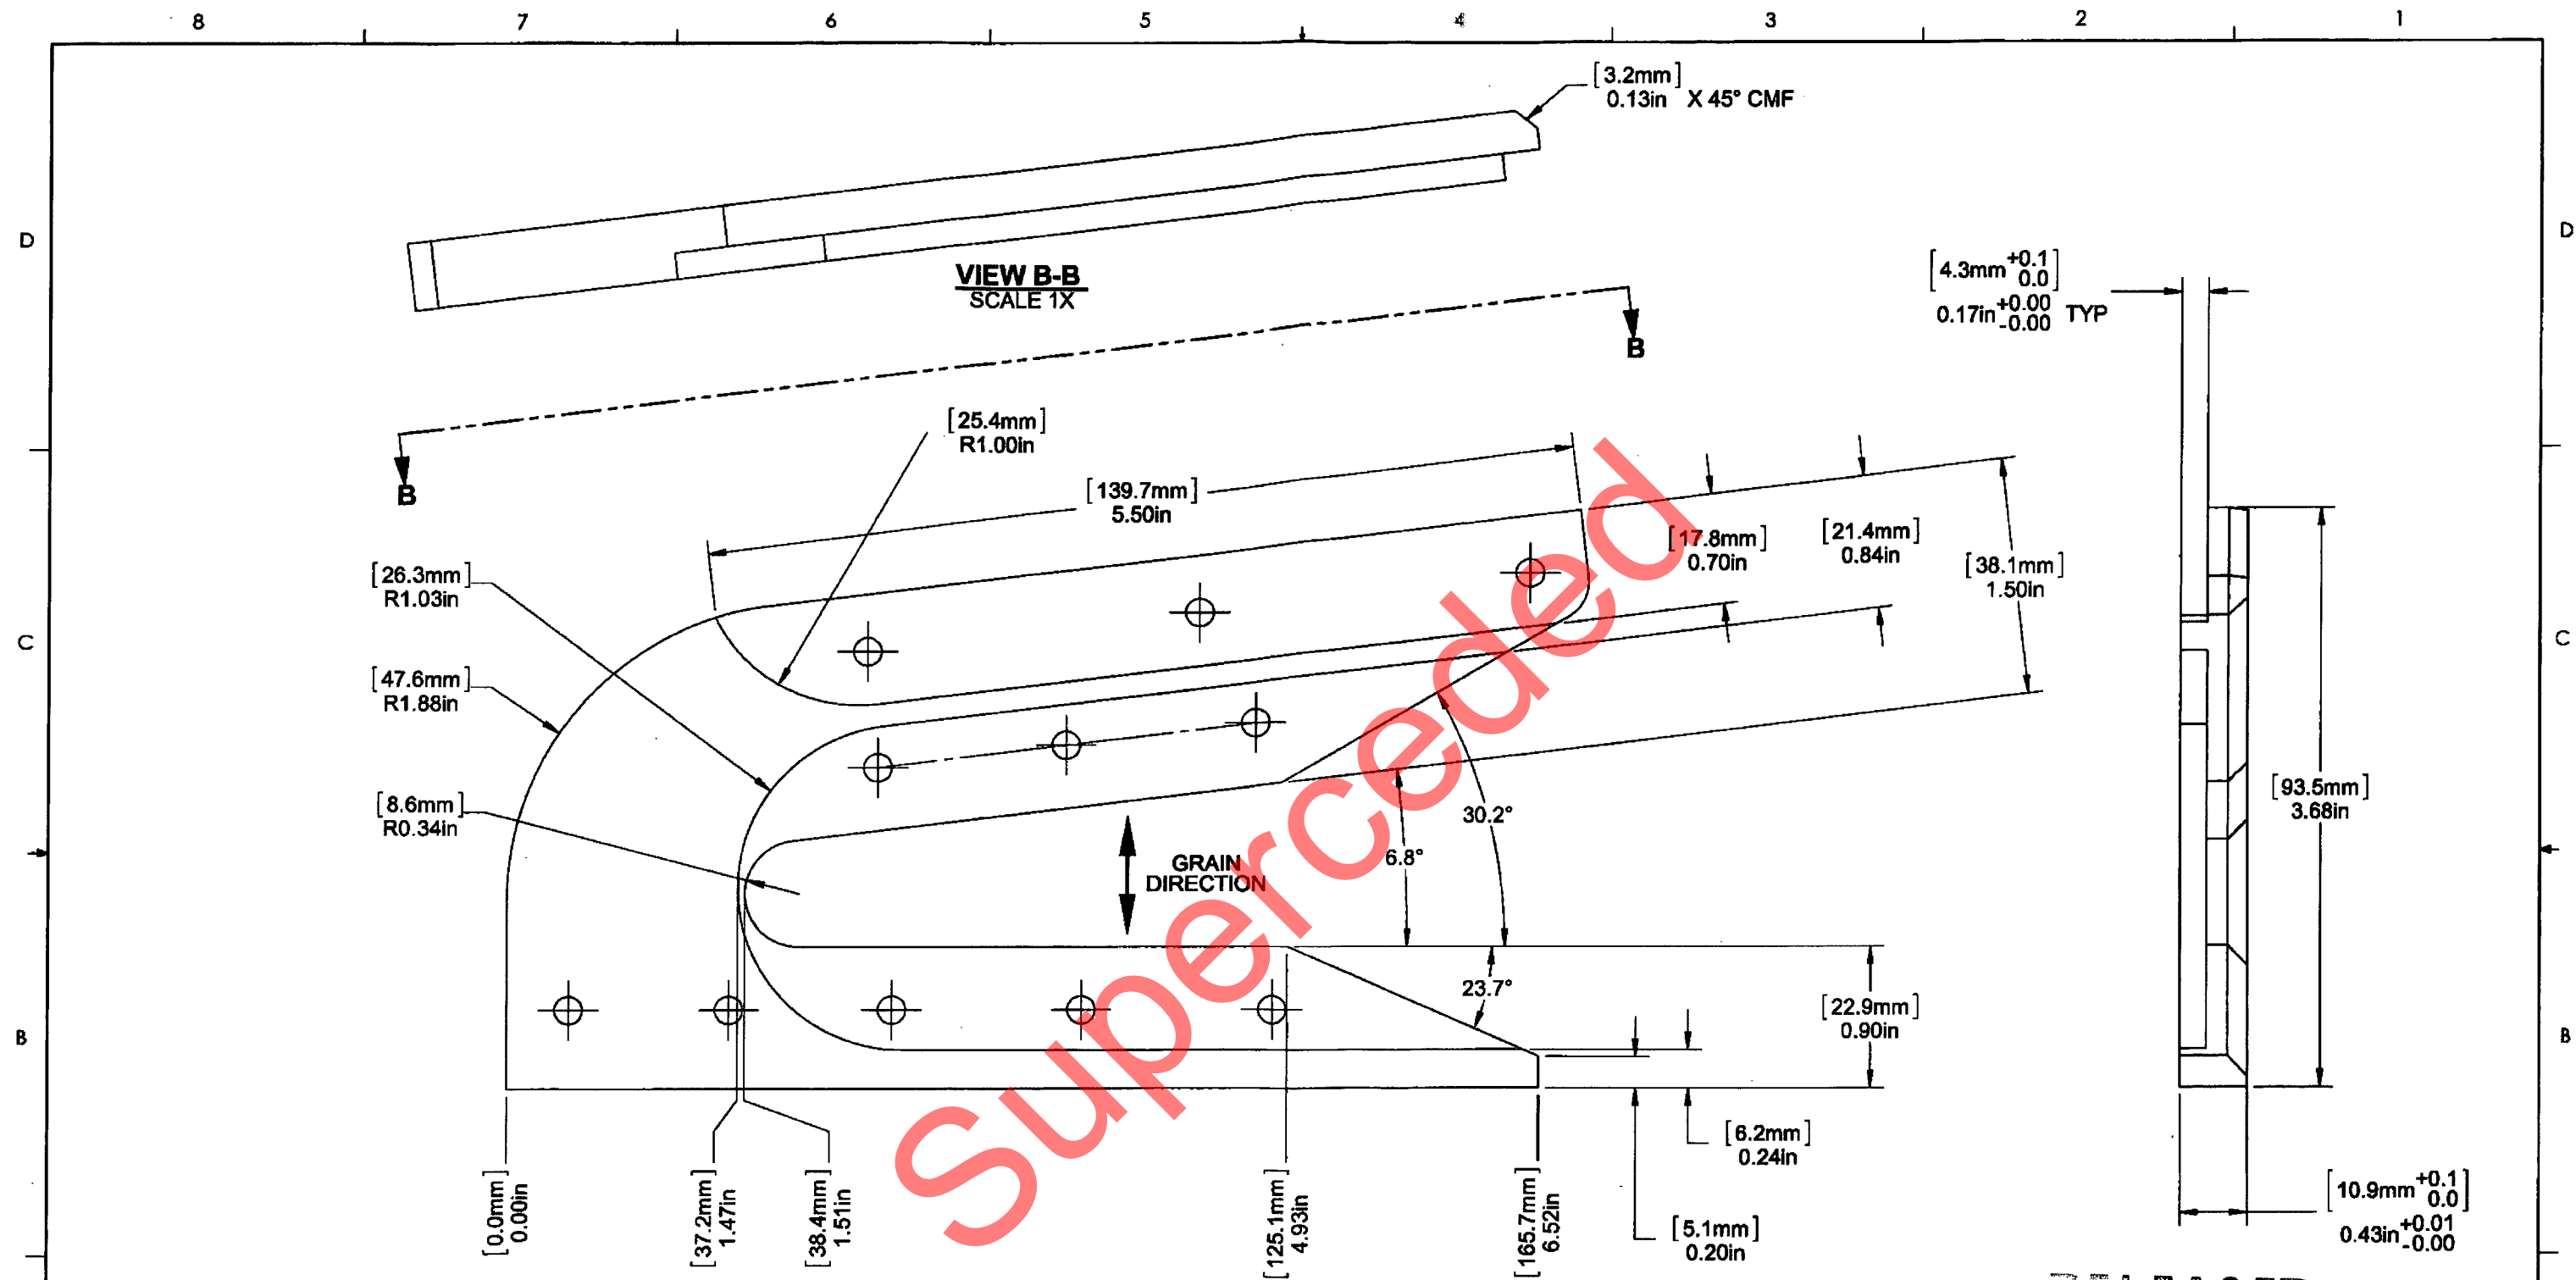 8 7 6 5 4 3 2 1
[3.2mm]
0.13in X 45° CMF
D
D
VIEW B-B
SCALE 1X
[4.3mm +0.1 0.0]
0.17in +0.00 -0.00 TYP
B
B
[25.4mm]
R1.00in
[139.7mm]
5.50in
[17.8mm]
0.70in
[21.4mm]
0.84in
[38.1mm]
1.50in
[26.3mm]
R1.03in
C
C
[47.6mm]
R1.88in
[8.6mm]
R0.34in
[93.5mm]
3.68in
30.2°
6.8°
GRAIN
DIRECTION
23.7°
[22.9mm]
0.90in
B
B
[6.2mm]
0.24in
[5.1mm]
0.20in
[10.9mm +0.1 0.0]
0.43in +0.01 -0.00
[0.0mm]
0.00in
[37.2mm]
1.47in
[38.4mm]
1.51in
[125.1mm]
4.93in
[165.7mm]
6.52in
Superceded